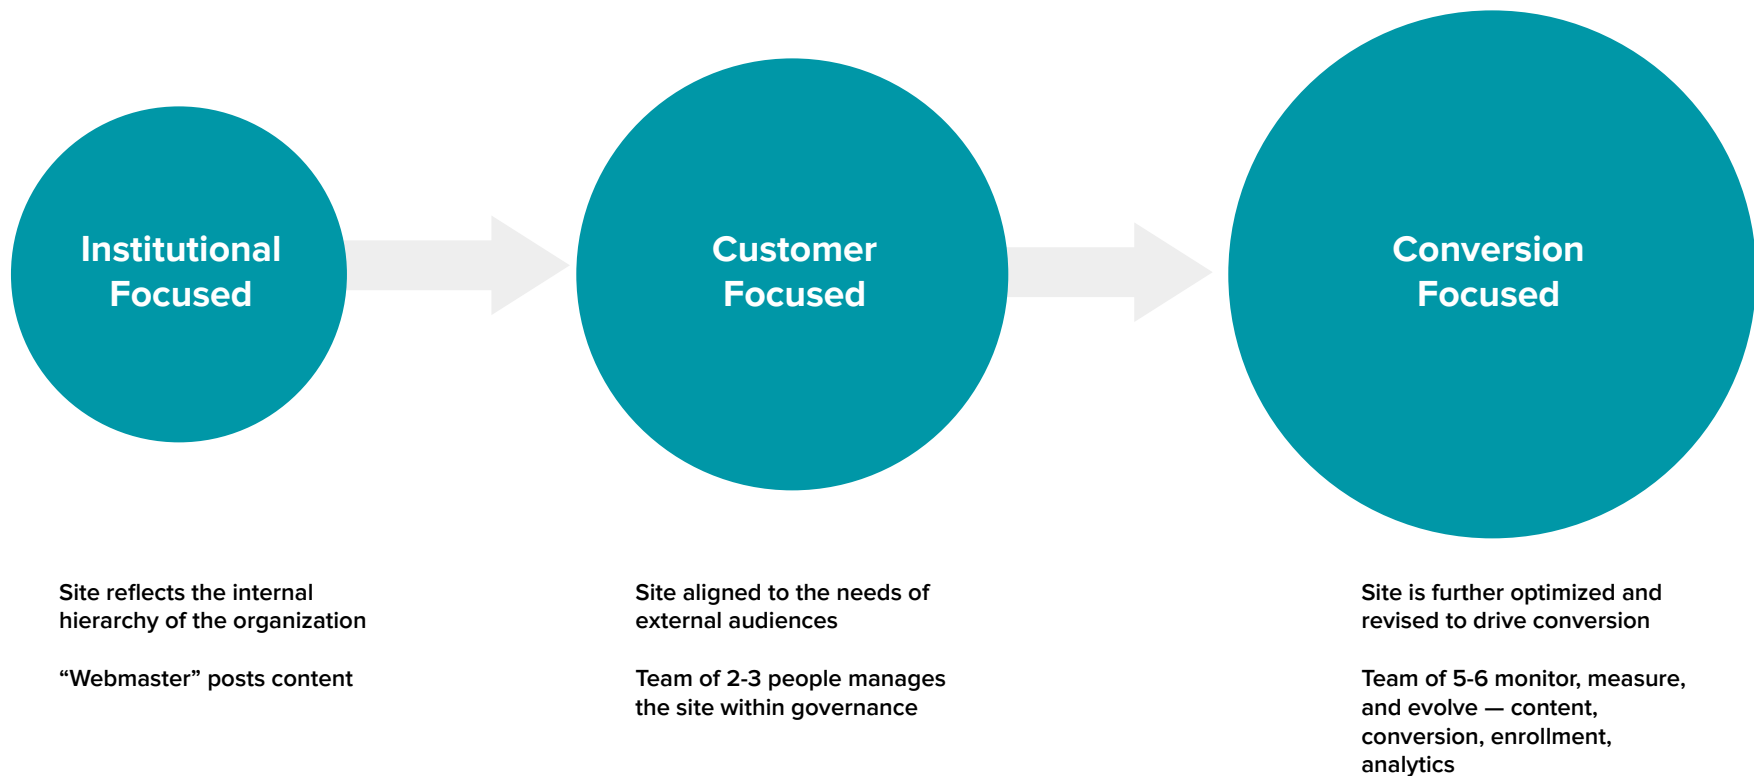 Institutional
Focused
Customer
Focused
Conversion
Focused
Site reflects the internal
hierarchy of the organization
“Webmaster” posts content
Site aligned to the needs of
external audiences
Team of 2-3 people manages
the site within governance
Site is further optimized and
revised to drive conversion
Team of 5-6 monitor, measure,
and evolve — content,
conversion, enrollment,
analytics